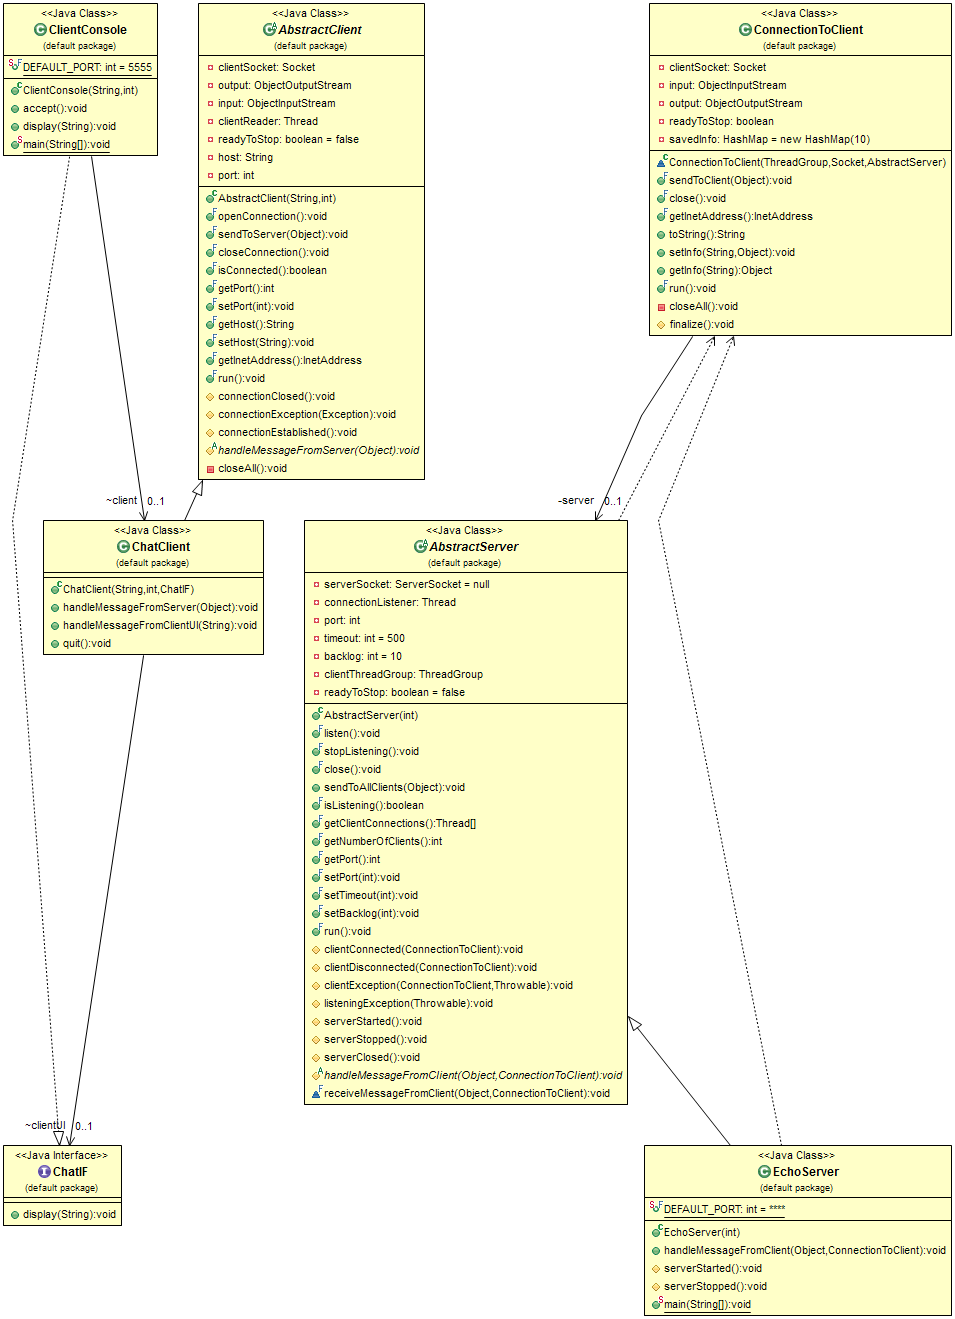 <<Java Class>>
ClientConsole
(default package)
DEFAULT_PORT: int = 5555
ClientConsole(String,int)
accept():void
display(String):void
main(String[]):void
<<Java Class>>
AbstractClient
(default package)
clientSocket: Socket
output: ObjectOutputStream
input: ObjectInputStream
clientReader: Thread
readyToStop: boolean = false
host: String
port: int
AbstractClient(String,int)
openConnection():void
sendToServer(Object):void
closeConnection():void
isConnected():boolean
getPort():int
setPort(int):void
getHost():String
setHost(String):void
getInetAddress():InetAddress
run():void
connectionClosed():void
connectionException(Exception):void
connectionEstablished():void
handleMessageFromServer(Object):void
closeAll():void
<<Java Class>>
ConnectionToClient
(default package)
clientSocket: Socket
input: ObjectInputStream
output: ObjectOutputStream
readyToStop: boolean
savedInfo: HashMap = new HashMap(10)
ConnectionToClient(ThreadGroup,Socket,AbstractServer)
sendToClient(Object):void
close():void
getInetAddress():InetAddress
toString():String
setInfo(String,Object):void
getInfo(String):Object
run():void
closeAll():void
finalize():void
~client 0..1
-server 0..1
<<Java Class>>
ChatClient
(default package)
ChatClient(String,int,ChatIF)
handleMessageFromServer(Object):void
handleMessageFromClientUI(String):void
quit():void
<<Java Class>>
AbstractServer
(default package)
serverSocket: ServerSocket = null
connectionListener: Thread
port: int
timeout: int = 500
backlog: int = 10
clientThreadGroup: ThreadGroup
readyToStop: boolean = false
AbstractServer(int)
listen():void
stopListening():void
close():void
sendToAllClients(Object):void
isListening():boolean
getClientConnections():Thread[]
getNumberOfClients():int
getPort():int
setPort(int):void
setTimeout(int):void
setBacklog(int):void
run():void
clientConnected(ConnectionToClient):void
clientDisconnected(ConnectionToClient):void
clientException(ConnectionToClient,Throwable):void
listeningException(Throwable):void
serverStarted():void
serverStopped():void
serverClosed():void
handleMessageFromClient(Object,ConnectionToClient):void
receiveMessageFromClient(Object,ConnectionToClient):void
~clientUI 0..1
<<Java Interface>>
ChatIF
(default package)
display(String):void
<<Java Class>>
EchoServer
(default package)
DEFAULT_PORT: int = ****
EchoServer(int)
handleMessageFromClient(Object,ConnectionToClient):void
serverStarted():void
serverStopped():void
main(String[]):void